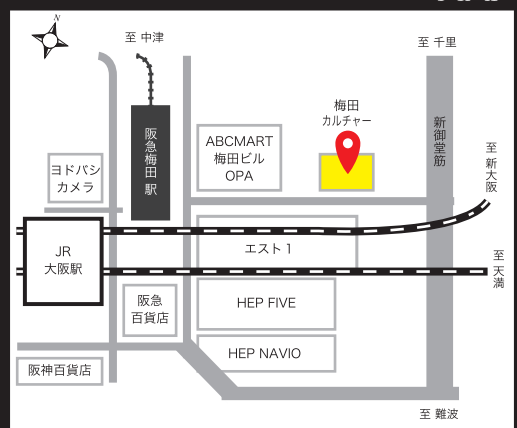 N
至 中津
至 千里
梅田
カルチャー
新御堂筋
阪急梅田 駅
ABCMART
梅田ビル
OPA
至 新大阪
ヨドバシ
カメラ
JR
大阪駅
エスト1
至 天満
阪急
百貨店
HEP FIVE
HEP NAVIO
阪神百貨店
至 難波